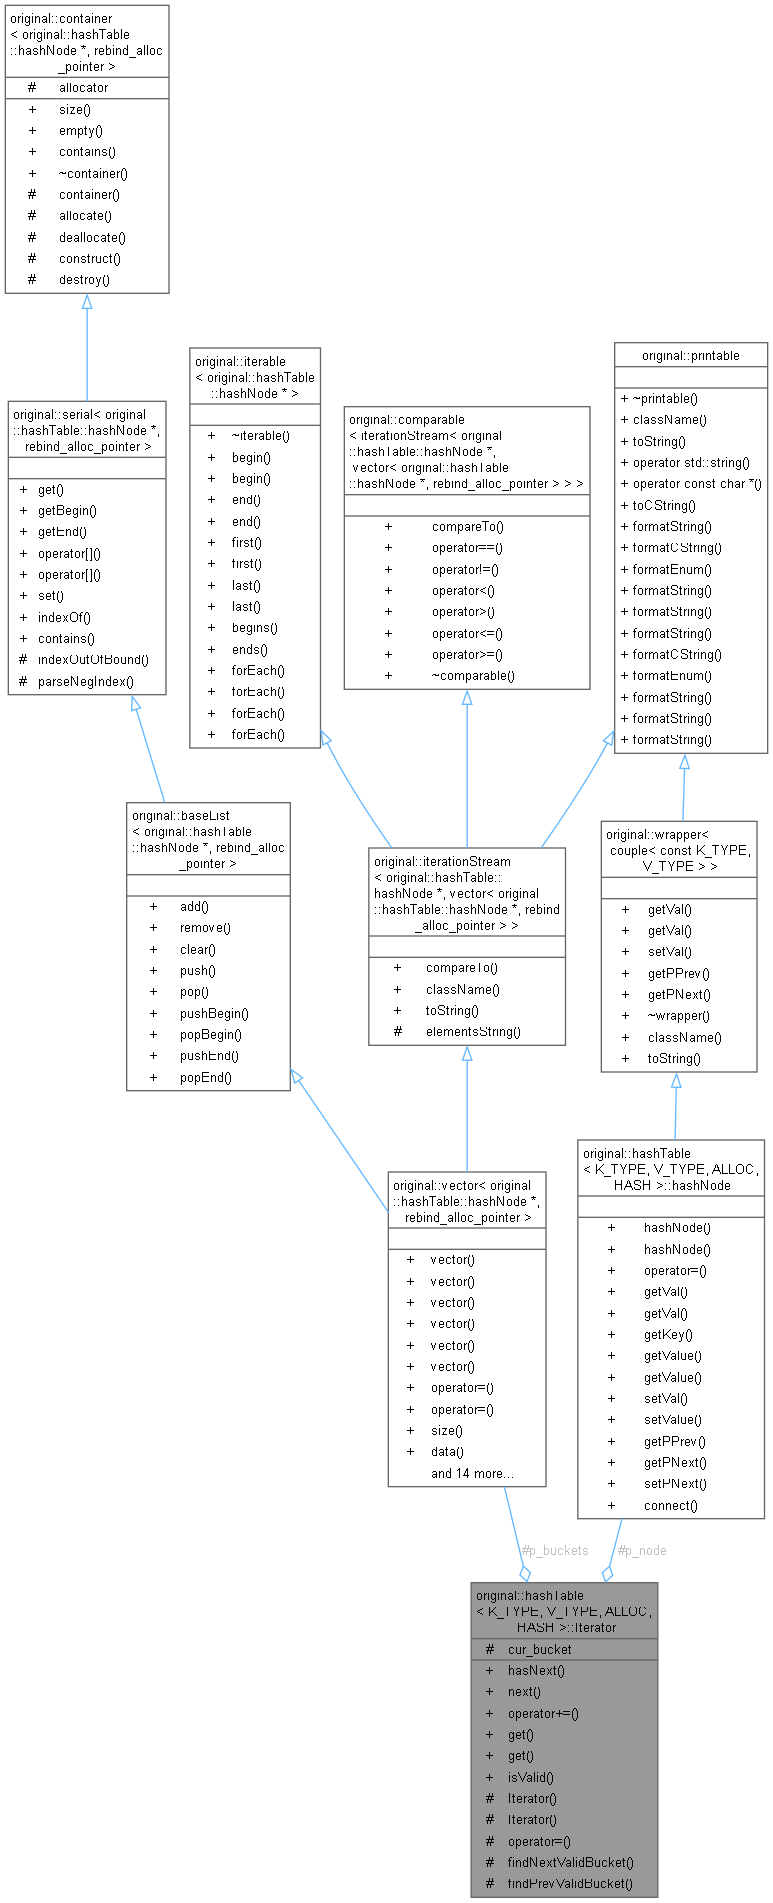 original::container
< original::hashTable
::hashNode *, rebind_alloc
_pointer >
# allocator
+ size()
+ empty()
+ contains()
+ ~container()
# container()
# allocate()
# deallocate()
# construct()
# destroy()
original::serial< original
::hashTable::hashNode *,
rebind_alloc_pointer >
+ get()
+ getBegin()
+ getEnd()
+ operator[]()
+ operator[]()
+ set()
+ indexOf()
+ contains()
# indexOutOfBound()
# parseNegIndex()
original::iterable
< original::hashTable
::hashNode * >
+ ~iterable()
+ begin()
+ begin()
+ end()
+ end()
+ first()
+ first()
+ last()
+ last()
+ begins()
+ ends()
+ forEach()
+ forEach()
+ forEach()
+ forEach()
original::comparable
< iterationStream< original
::hashTable::hashNode *,
vector< original::hashTable
::hashNode *, rebind_alloc_pointer > > >
+ compareTo()
+ operator==()
+ operator!=()
+ operator<()
+ operator>()
+ operator<=()
+ operator>=()
+ ~comparable()
original::printable
+ ~printable()
+ className()
+ toString()
+ operator std::string()
+ operator const char *()
+ toCString()
+ formatString()
+ formatCString()
+ formatEnum()
+ formatString()
+ formatString()
+ formatString()
+ formatCString()
+ formatEnum()
+ formatString()
+ formatString()
+ formatString()
original::baseList
< original::hashTable
::hashNode *, rebind_alloc
_pointer >
+ add()
+ remove()
+ clear()
+ push()
+ pop()
+ pushBegin()
+ popBegin()
+ pushEnd()
+ popEnd()
original::iterationStream
< original::hashTable::
hashNode *, vector< original
::hashTable::hashNode *, rebind
_alloc_pointer > >
+ compareTo()
+ className()
+ toString()
# elementsString()
original::wrapper<
couple< const K_TYPE,
V_TYPE > >
+ getVal()
+ getVal()
+ setVal()
+ getPPrev()
+ getPNext()
+ ~wrapper()
+ className()
+ toString()
original::vector< original
::hashTable::hashNode *,
rebind_alloc_pointer >
+ vector()
+ vector()
+ vector()
+ vector()
+ vector()
+ vector()
+ operator=()
+ operator=()
+ size()
+ data()
and 14 more...
original::hashTable
< K_TYPE, V_TYPE, ALLOC,
HASH >::hashNode
+ hashNode()
+ hashNode()
+ operator=()
+ getVal()
+ getVal()
+ getKey()
+ getValue()
+ getValue()
+ setVal()
+ setValue()
+ getPPrev()
+ getPNext()
+ setPNext()
+ connect()
#p_buckets
#p_node
original::hashTable
< K_TYPE, V_TYPE, ALLOC,
HASH >::Iterator
# cur_bucket
+ hasNext()
+ next()
+ operator+=()
+ get()
+ get()
+ isValid()
# Iterator()
# Iterator()
# operator=()
# findNextValidBucket()
# findPrevValidBucket()